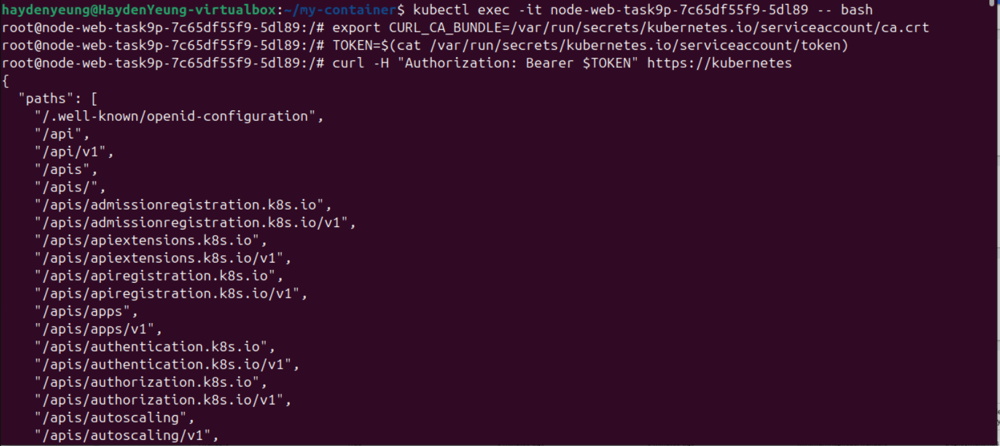 haydenyeung@HaydenYeung-virtualbox:~/my-container$ kubectl exec -it node-web-task9p-7c65df55f9-5dl89 -- bash
root@node-web-task9p-7c65df55f9-5dl89:/# export CURL_CA_BUNDLE=/var/run/secrets/kubernetes.io/serviceaccount/ca.crt
root@node-web-task9p-7c65df55f9-5dl89:/# TOKEN=$(cat /var/run/secrets/kubernetes.io/serviceaccount/token)
root@node-web-task9p-7c65df55f9-5dl89:/# curl -H "Authorization: Bearer $TOKEN" https://kubernetes
{
  "paths": [
    "/.well-known/openid-configuration",
    "/api",
    "/api/v1",
    "/apis",
    "/apis/",
    "/apis/admissionregistration.k8s.io",
    "/apis/admissionregistration.k8s.io/v1",
    "/apis/apiextensions.k8s.io",
    "/apis/apiextensions.k8s.io/v1",
    "/apis/apiregistration.k8s.io",
    "/apis/apiregistration.k8s.io/v1",
    "/apis/apps",
    "/apis/apps/v1",
    "/apis/authentication.k8s.io",
    "/apis/authentication.k8s.io/v1",
    "/apis/authorization.k8s.io",
    "/apis/authorization.k8s.io/v1",
    "/apis/autoscaling",
    "/apis/autoscaling/v1",